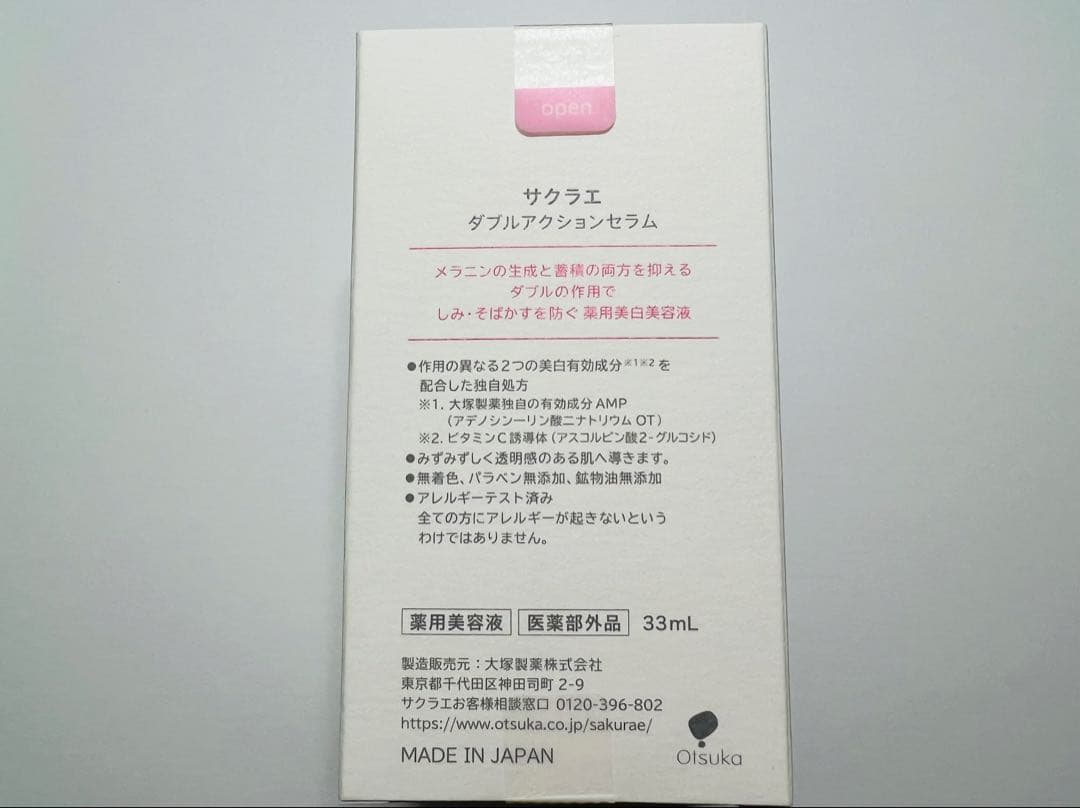 open
サクラエ
ダブルアクションセラム
メラニンの生成と蓄積の両方を抑える
ダブルの作用で
しみ・そばかすを防ぐ 薬用美白美容液
●作用の異なる2つの美白有効成分※1※2を
配合した独自処方
※1. 大塚製薬独自の有効成分AMP
(アデノシン一リン酸二ナトリウム OT)
※2. ビタミンC誘導体(アスコルビン酸2-グルコシド)
●みずみずしく透明感のある肌へ導きます。
●無着色、パラベン無添加、鉱物油無添加
●アレルギーテスト済み
全ての方にアレルギーが起きないという
わけではありません。
薬用美容液 医薬部外品 33mL
製造販売元：大塚製薬株式会社
東京都千代田区神田司町 2-9
サクラエお客様相談窓口 0120-396-802
https://www.otsuka.co.jp/sakurae/
MADE IN JAPAN
Otsuka